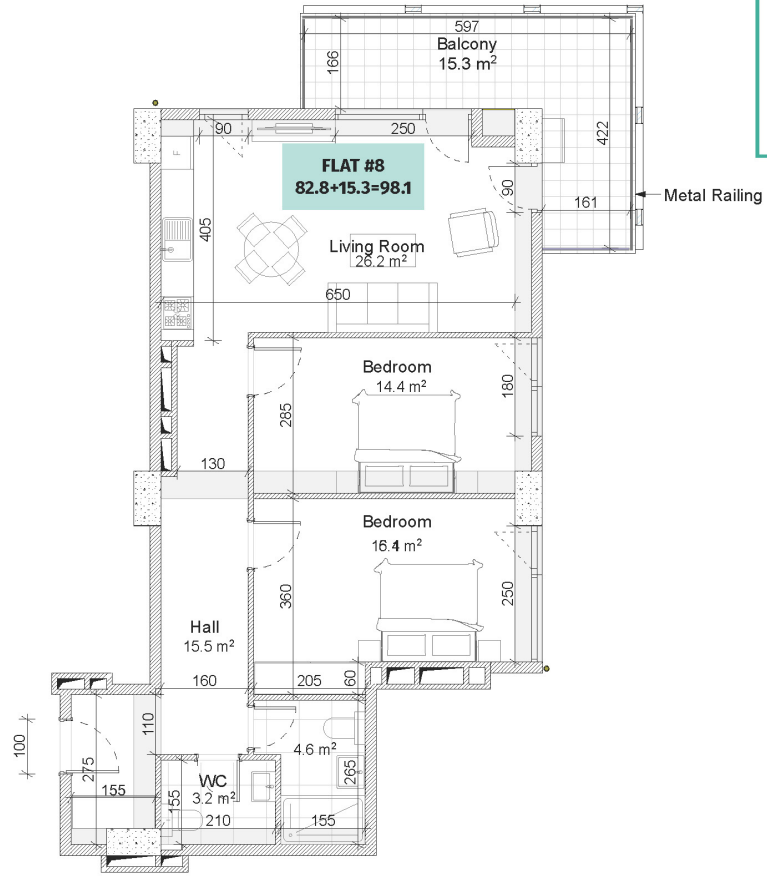 597
Balcony
15.3 m²
166
422
90
250
F
FLAT #8
82.8+15.3=98.1
90
161
Metal Railing
405
Living Room
26.2 m²
650
Bedroom
14.4 m²
180
285
130
Bedroom
16.4 m²
250
360
Hall
15.5 m²
160
205
60
110
100
275
4.6 m²
265
WC
3.2 m²
155
155
210
155